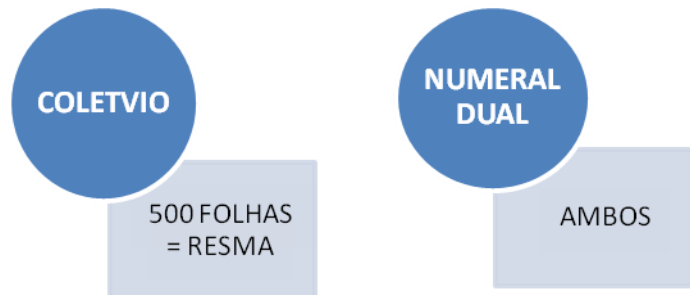 COLETVIO
500 FOLHAS
= RESMA
NUMERAL
DUAL
AMBOS